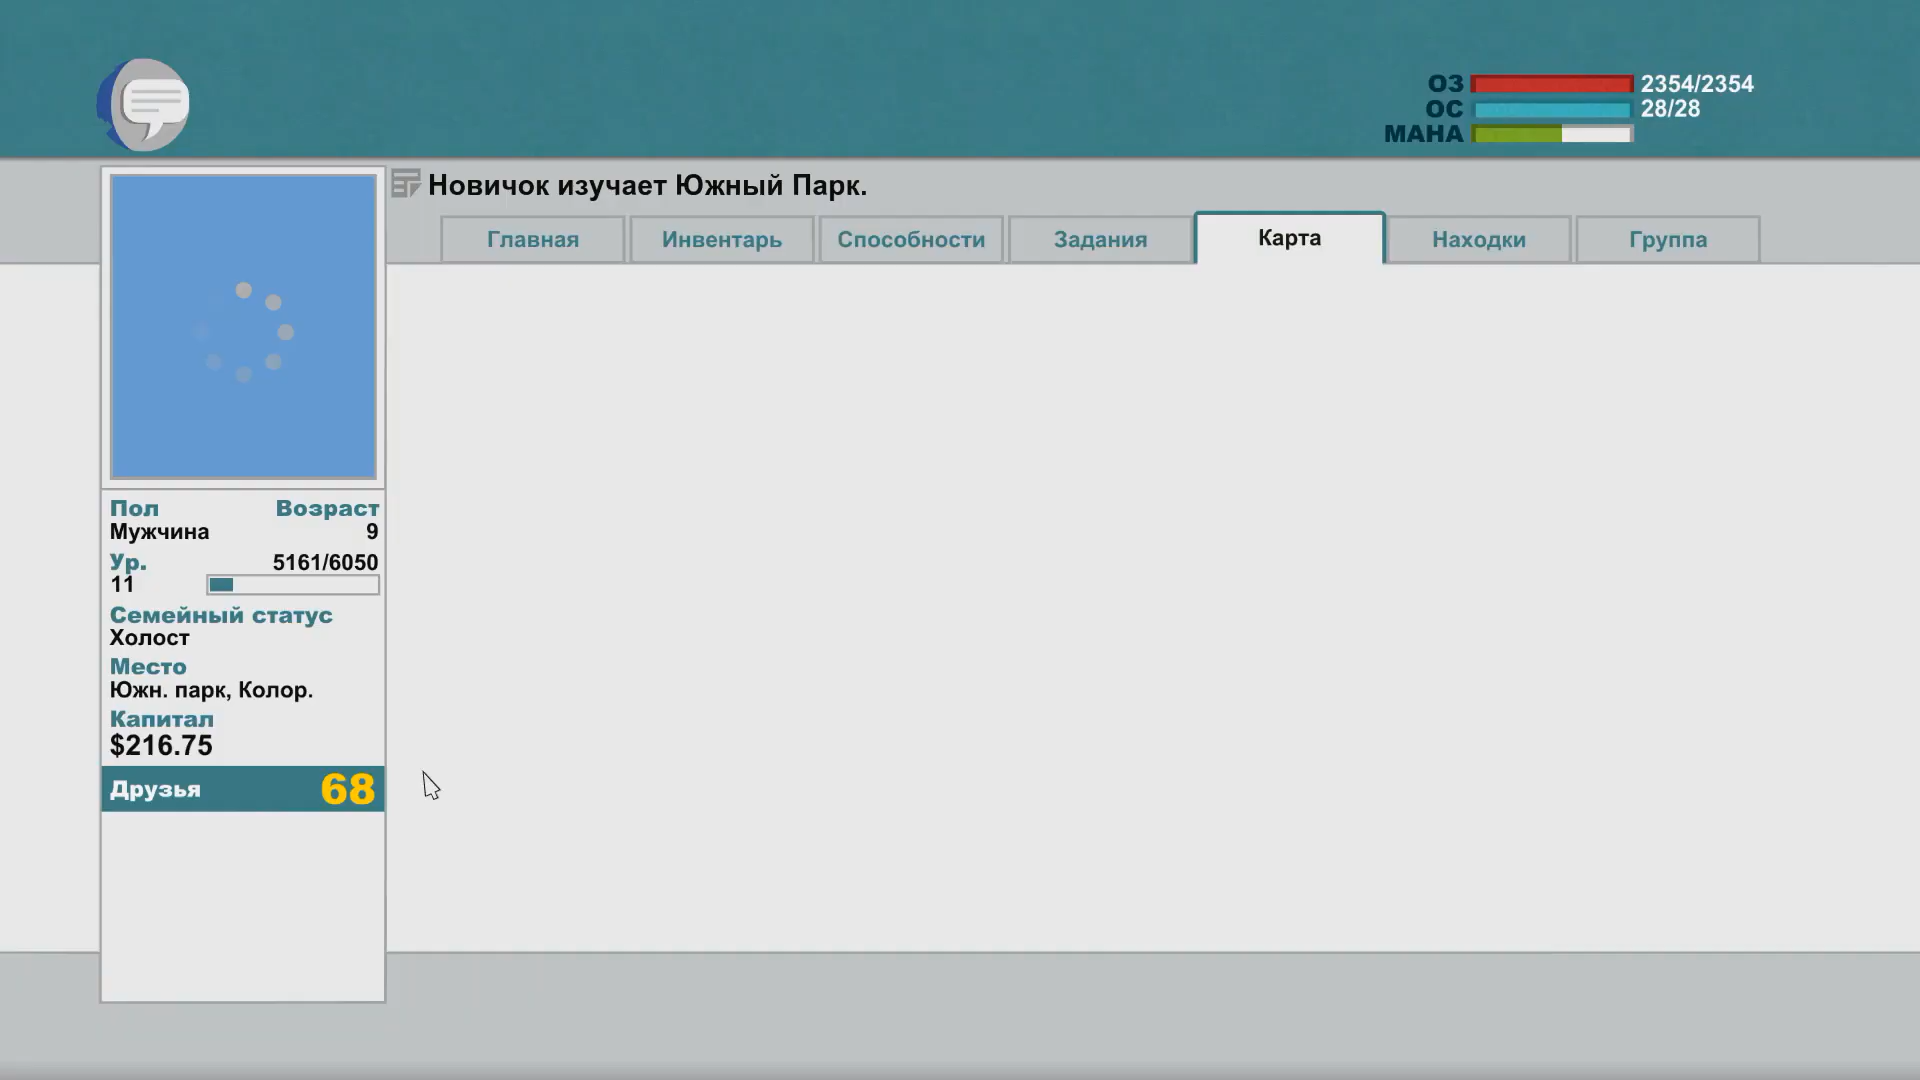 ОЗ 2354/2354
ОС 28/28
МАНА
Новичок изучает Южный Парк.
Главная Инвентарь Способности Задания Карта Находки Группа
Пол Возраст
Мужчина 9
Ур. 5161/6050
11
Семейный статус
Холост
Место
Южн. парк, Колор.
Капитал
$216.75
Друзья 68